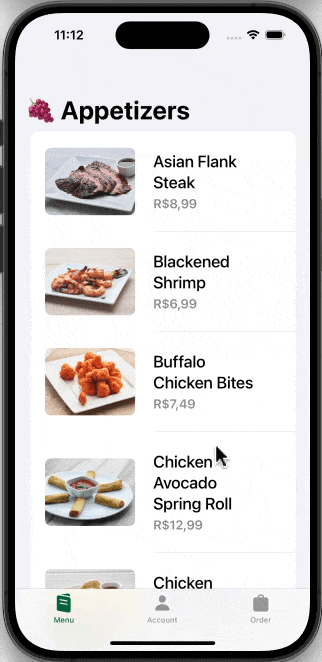 11:12
Appetizers
Asian Flank
Steak
R$8,99
Blackened
Shrimp
R$6,99
Buffalo
Chicken Bites
R$7,49
Chicken
Avocado
Spring Roll
R$12,99
Chicken
Menu
Account
Order